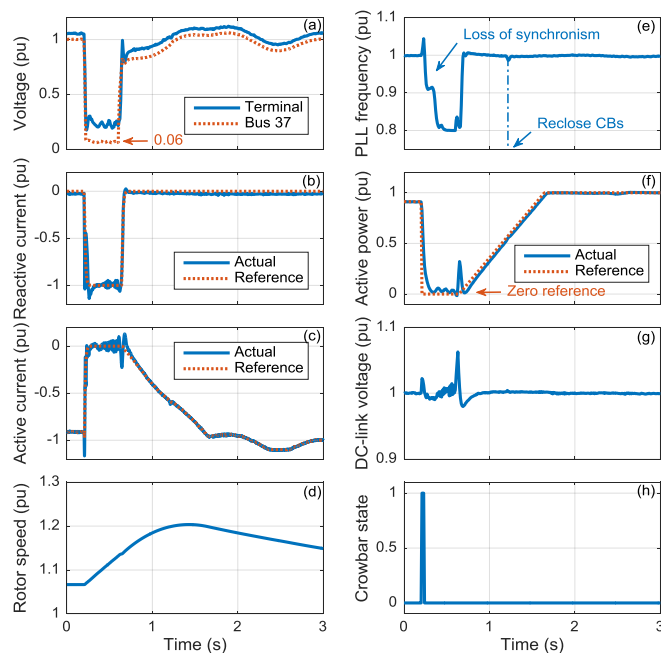 (a)
Voltage (pu)
1
0.5
0
Terminal
Bus 37
0.06
(b)
Reactive current (pu)
0
-0.5
-1
Actual
Reference
(c)
Active current (pu)
0
-0.5
-1
Actual
Reference
(d)
Rotor speed (pu)
1.3
1.2
1.1
1
0
1
2
3
Time (s)
(e)
PLL frequency (pu)
1.1
1
0.9
0.8
Loss of synchronism
Reclose CBs
(f)
Active power (pu)
1
0.5
0
Actual
Reference
Zero reference
(g)
DC-link voltage (pu)
1.1
1
0.9
(h)
Crowbar state
1
0.5
0
0
1
2
3
Time (s)